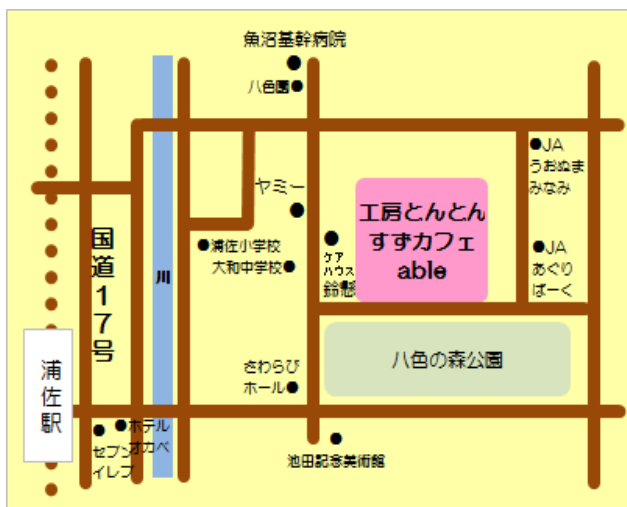 魚沼基幹病院
八色園
JA
うおぬま
みなみ
ヤミー
工房とんとん
すずカフェ
able
国道17号
川
浦佐小学校
大和中学校
ケア
ハウス
鈴懸
JA
あぐり
ぱーく
浦佐駅
さわらび
ホール
八色の森公園
ホテル
オカベ
セブン
イレブ
池田記念美術館